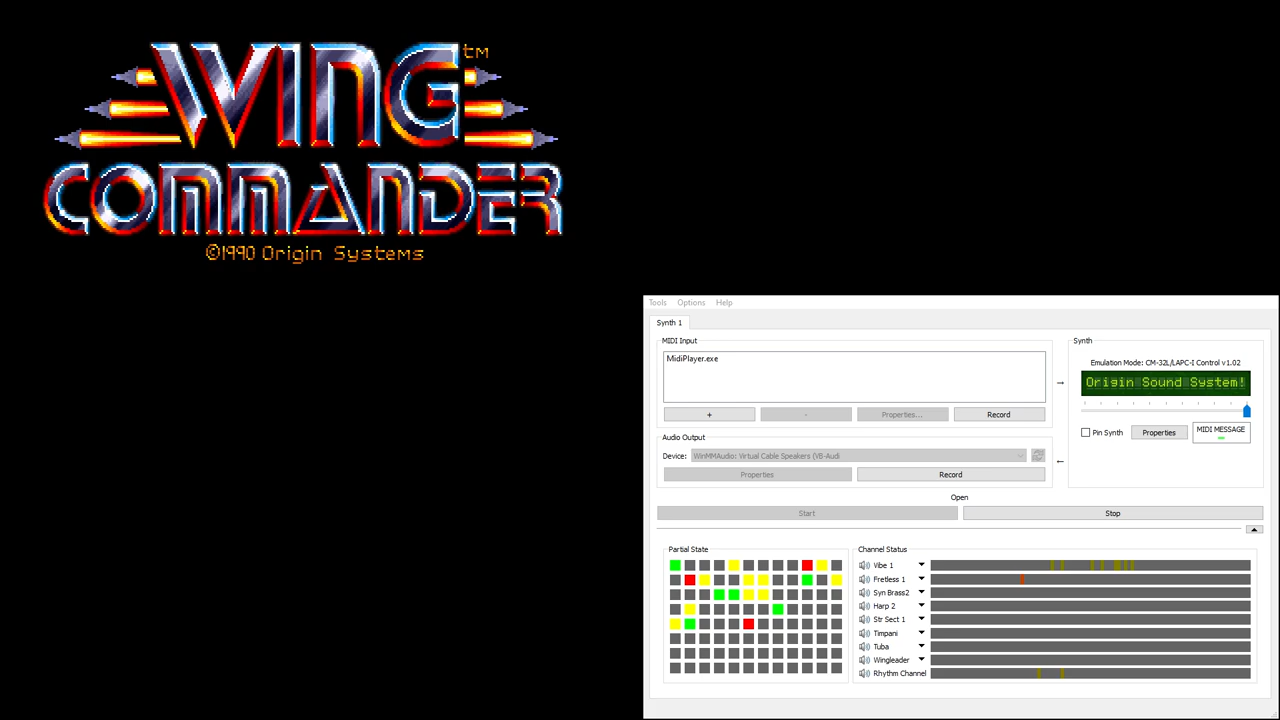 WING™
COMMANDER
©1990 Origin Systems
Tools Options Help
Synth 1
MIDI Input
MidiPlayer.exe
+ - Properties... Record
Audio Output
Device: WinMMAudio: Virtual Cable Speakers (VB-Audi
Properties Record
Synth
Emulation Mode: CM-32L/LAPC-I Control v1.02
Origin Sound System!
Pin Synth Properties MIDI MESSAGE
Open
Start Stop
Partial State
Channel Status
Vibe 1
Fretless 1
Syn Brass2
Harp 2
Str Sect 1
Timpani
Tuba
Wingleader
Rhythm Channel